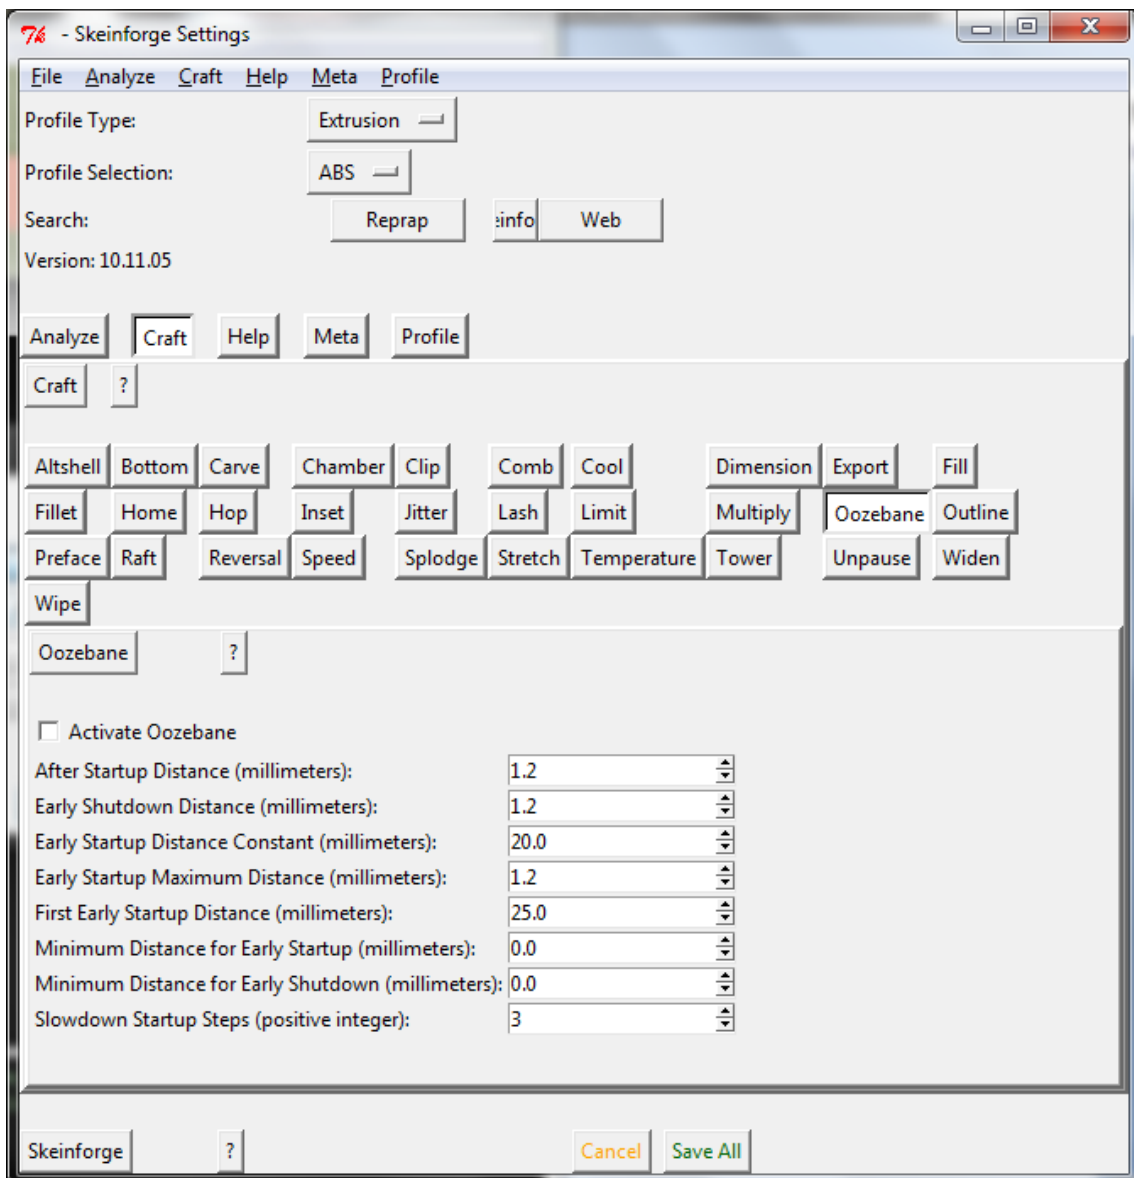 - Skeinforge Settings
File Analyze Craft Help Meta Profile
Profile Type: Extrusion
Profile Selection: ABS
Search: Reprap einfo Web
Version: 10.11.05
Analyze Craft Help Meta Profile
Craft ?
Altshell Bottom Carve Chamber Clip Comb Cool Dimension Export Fill
Fillet Home Hop Inset Jitter Lash Limit Multiply Oozebane Outline
Preface Raft Reversal Speed Splodge Stretch Temperature Tower Unpause Widen
Wipe
Oozebane ?
Activate Oozebane
After Startup Distance (millimeters): 1.2
Early Shutdown Distance (millimeters): 1.2
Early Startup Distance Constant (millimeters): 20.0
Early Startup Maximum Distance (millimeters): 1.2
First Early Startup Distance (millimeters): 25.0
Minimum Distance for Early Startup (millimeters): 0.0
Minimum Distance for Early Shutdown (millimeters): 0.0
Slowdown Startup Steps (positive integer): 3
Skeinforge ? Cancel Save All